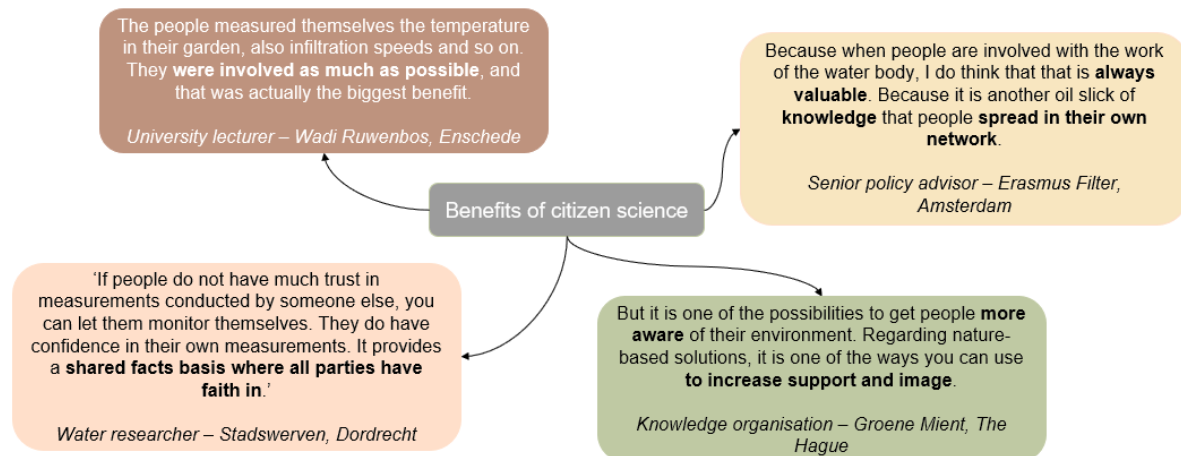 The people measured themselves the temperature
in their garden, also infiltration speeds and so on.
They were involved as much as possible, and
that was actually the biggest benefit.
University lecturer – Wadi Ruwenbos, Enschede
Because when people are involved with the work
of the water body, I do think that that is always
valuable. Because it is another oil slick of
knowledge that people spread in their own
network.
Senior policy advisor – Erasmus Filter,
Amsterdam
Benefits of citizen science
‘If people do not have much trust in
measurements conducted by someone else, you
can let them monitor themselves. They do have
confidence in their own measurements. It provides
a shared facts basis where all parties have
faith in.’
Water researcher – Stadswerven, Dordrecht
But it is one of the possibilities to get people more
aware of their environment. Regarding nature-
based solutions, it is one of the ways you can use
to increase support and image.
Knowledge organisation – Groene Mient, The
Hague